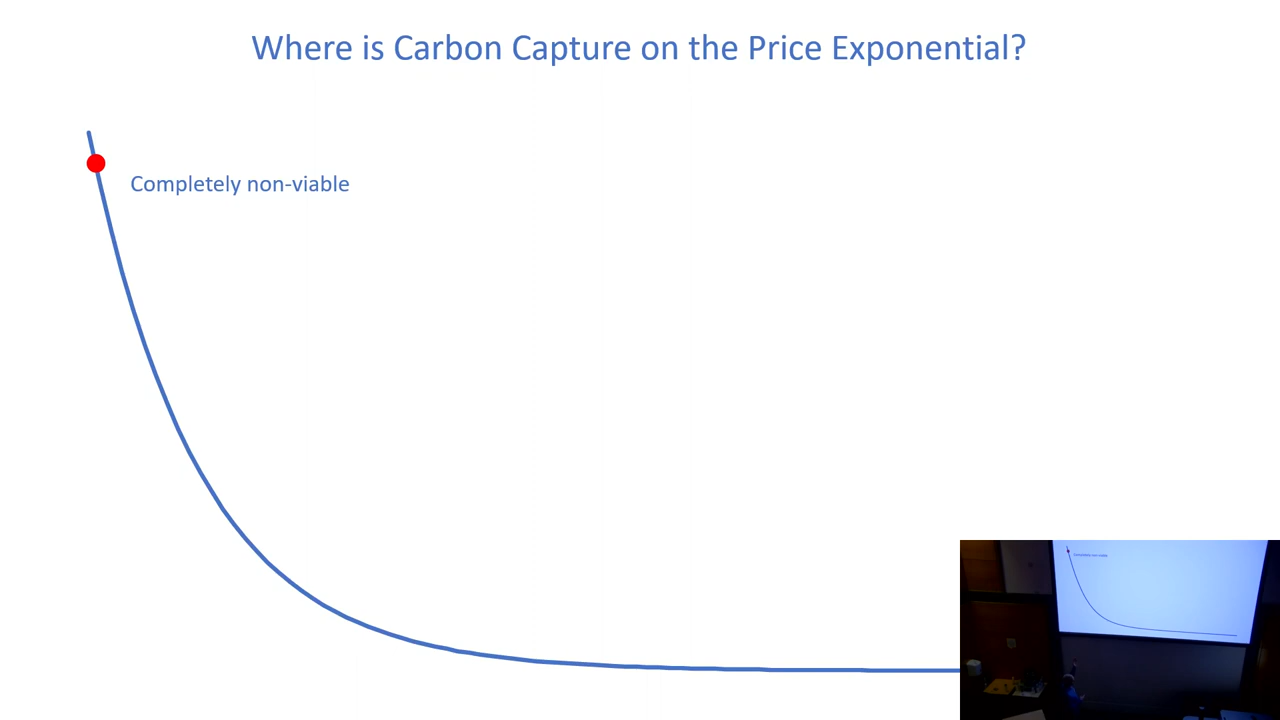 Where is Carbon Capture on the Price Exponential?
Completely non-viable